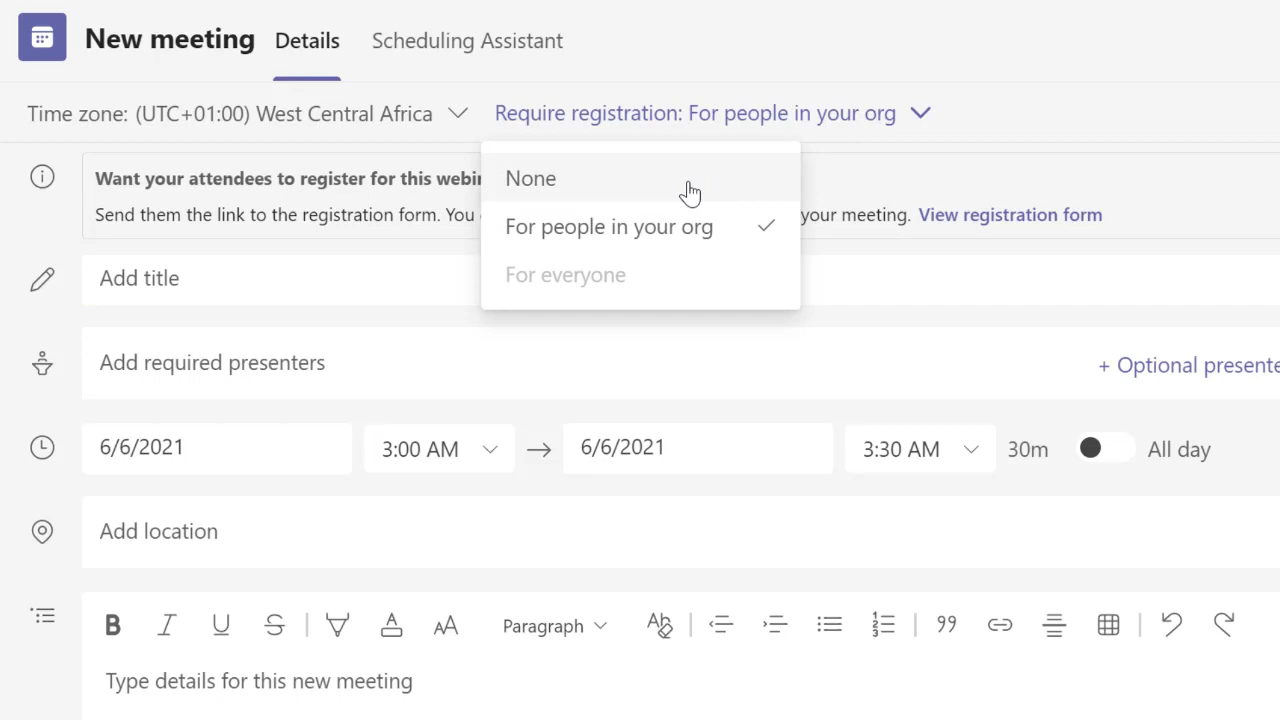 New meeting Details Scheduling Assistant
Time zone: (UTC+01:00) West Central Africa Require registration: For people in your org
None
For people in your org
For everyone
Want your attendees to register for this
Send them the link to the registration form. You your meeting. View registration form
Add title
Add required presenters + Optional
6/6/2021 3:00 AM → 6/6/2021 3:30 AM 30m All day
Add location
Paragraph
Type details for this new meeting